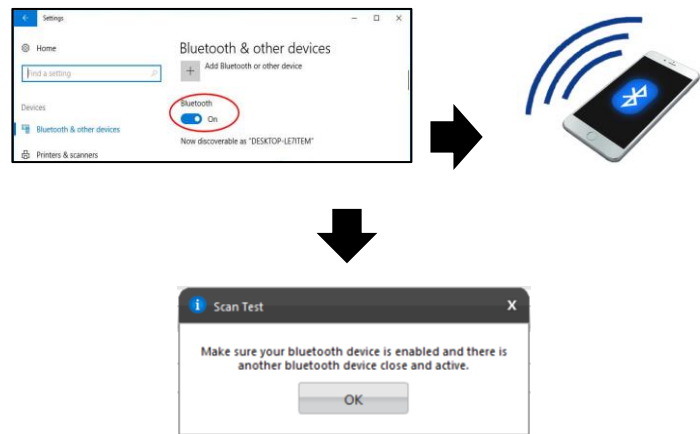 Settings
Home
Bluetooth & other devices
Add Bluetooth or other device
Find a setting
Devices
Bluetooth
On
Bluetooth & other devices
Now discoverable as "DESKTOP-LE7ITEM"
Printers & scanners
Scan Test
X
Make sure your bluetooth device is enabled and there is
another bluetooth device close and active.
OK